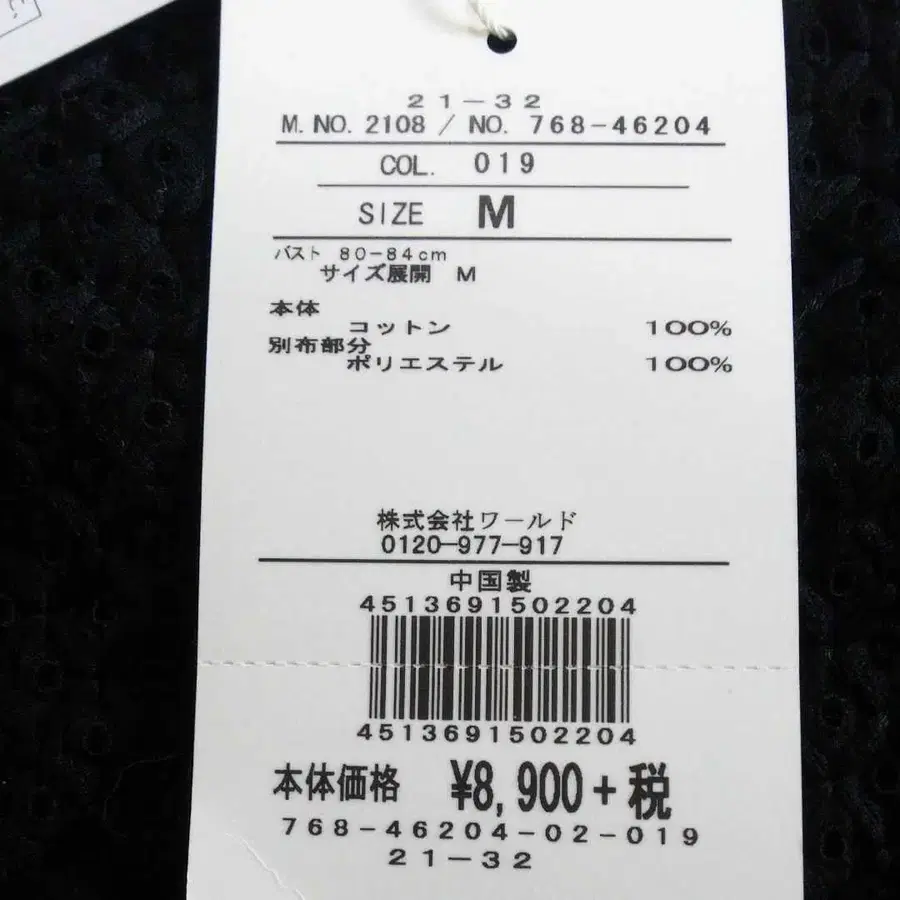 21-32
M.NO.2108 / NO. 768-46204
COL. 019
SIZE M
バスト 80-84cm
サイズ展開 M
本体
コットン 100%
別布部分
ポリエステル 100%
株式会社ワールド
0120-977-917
中国製
4513691502204
4513691502204
本体価格 ¥8,900+税
768-46204-02-019
21-32